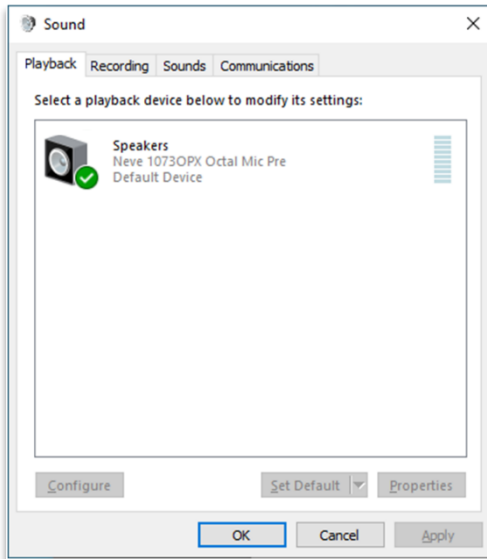 Sound
Playback Recording Sounds Communications
Select a playback device below to modify its settings:
Speakers
Neve 1073OPX Octal Mic Pre
Default Device
Configure Set Default Properties
OK Cancel Apply